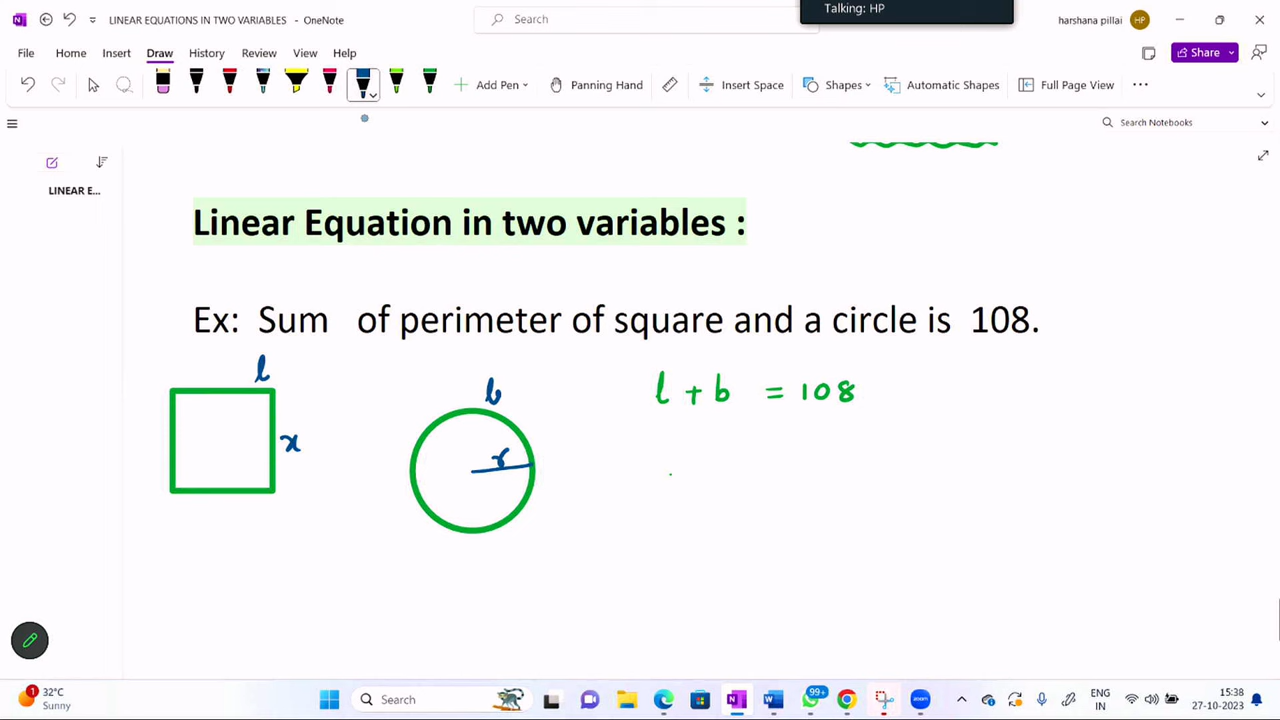 Talking: HP
LINEAR EQUATIONS IN TWO VARIABLES - OneNote
Search
harshana pillai
HP
File Home Insert Draw History Review View Help
Share
Add Pen Panning Hand Insert Space Shapes Automatic Shapes Full Page View
Search Notebooks
LINEAR E...
Linear Equation in two variables :
Ex: Sum of perimeter of square and a circle is 108.
l
b
l + b = 108
x
r
1
32°C
Sunny
Search
99+
ENG
IN
15:38
27-10-2023